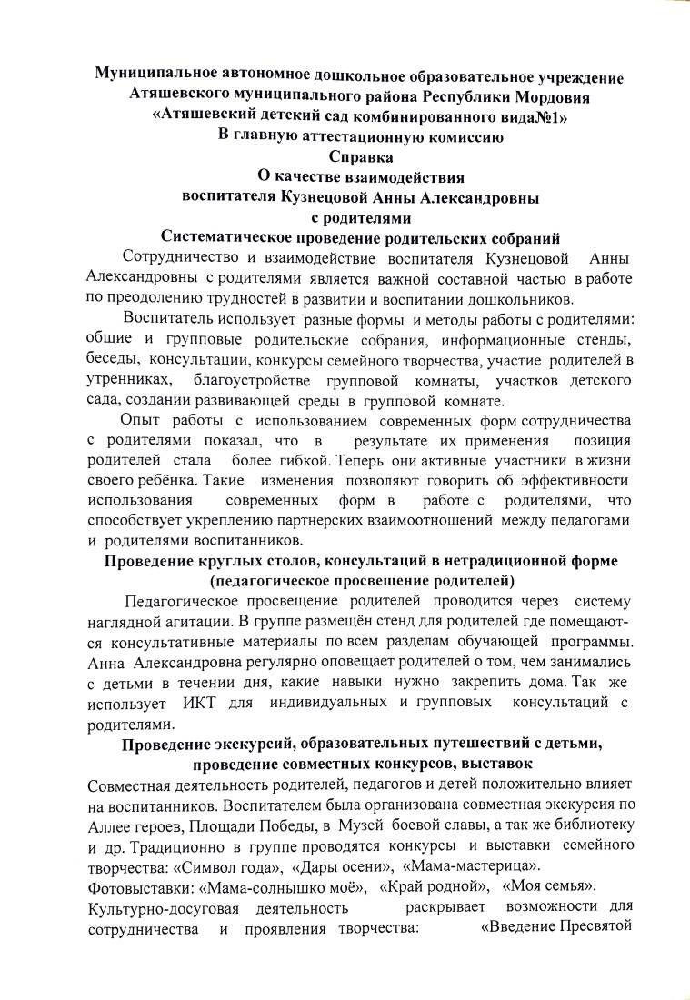 Муниципальное автономное дошкольное образовательное учреждение
Атяшевского муниципального района Республики Мордовия
«Атяшевский детский сад комбинированного вида№1»
В главную аттестационную комиссию
Справка
О качестве взаимодействия
воспитателя Кузнецовой Анны Александровны
с родителями
Систематическое проведение родительских собраний
Сотрудничество и взаимодействие воспитателя Кузнецовой Анны
Александровны с родителями является важной составной частью в работе
по преодолению трудностей в развитии и воспитании дошкольников.
Воспитатель использует разные формы и методы работы с родителями:
общие и групповые родительские собрания, информационные стенды,
беседы, консультации, конкурсы семейного творчества, участие родителей в
утренниках, благоустройстве групповой комнаты, участков детского
сада, создании развивающей среды в групповой комнате.
Опыт работы с использованием современных форм сотрудничества
с родителями показал, что в результате их применения позиция
родителей стала более гибкой. Теперь они активные участники в жизни
своего ребёнка. Такие изменения позволяют говорить об эффективности
использования современных форм в работе с родителями, что
способствует укреплению партнерских взаимоотношений между педагогами
и родителями воспитанников.
Проведение круглых столов, консультаций в нетрадиционной форме
(педагогическое просвещение родителей)
Педагогическое просвещение родителей проводится через систему
наглядной агитации. В группе размещён стенд для родителей где помещают-
ся консультативные материалы по всем разделам обучающей программы.
Анна Александровна регулярно оповещает родителей о том, чем занимались
с детьми в течении дня, какие навыки нужно закрепить дома. Так же
использует ИКТ для индивидуальных и групповых консультаций с
родителями.
Проведение экскурсий, образовательных путешествий с детьми,
проведение совместных конкурсов, выставок
Совместная деятельность родителей, педагогов и детей положительно влияет
на воспитанников. Воспитателем была организована совместная экскурсия по
Аллее героев, Площади Победы, в Музей боевой славы, а так же библиотеку
и др. Традиционно в группе проводятся конкурсы и выставки семейного
творчества: «Символ года», «Дары осени», «Мама-мастерица».
Фотовыставки: «Мама-солнышко моё», «Край родной», «Моя семья».
Культурно-досуговая деятельность раскрывает возможности для
сотрудничества и проявления творчества: «Введение Пресвятой